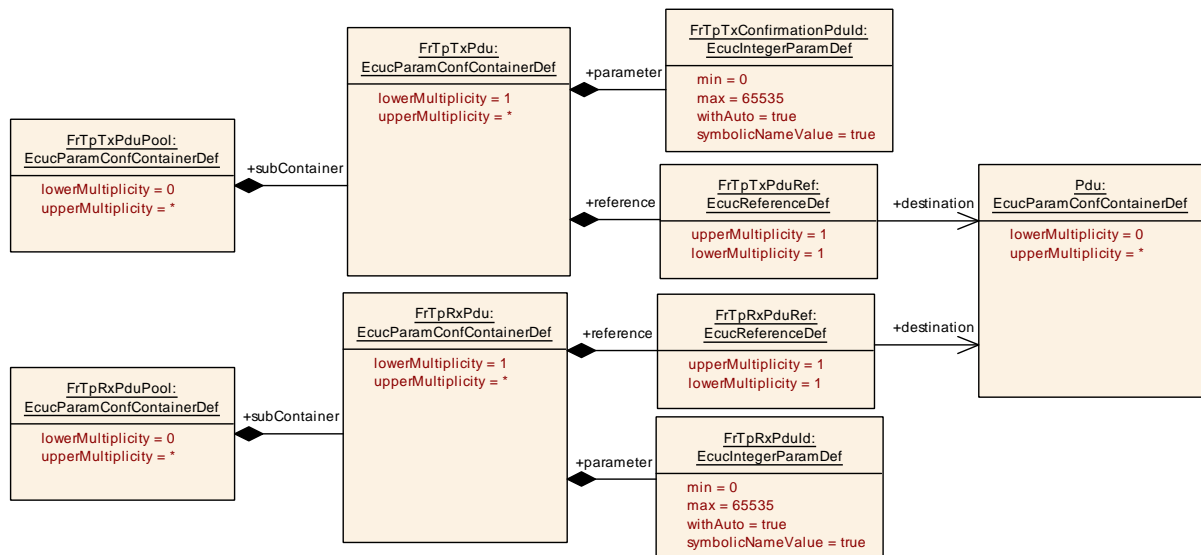 FrTpTxConfirmationPduId:
EcucIntegerParamDef
min = 0
max = 65535
withAuto = true
symbolicNameValue = true
+parameter
FrTpTxPdu:
EcucParamConfContainerDef
lowerMultiplicity = 1
upperMultiplicity = *
FrTpTxPduPool:
EcucParamConfContainerDef
lowerMultiplicity = 0
upperMultiplicity = *
+subContainer
+reference
FrTpTxPduRef:
EcucReferenceDef
upperMultiplicity = 1
lowerMultiplicity = 1
+destination
Pdu:
EcucParamConfContainerDef
lowerMultiplicity = 0
upperMultiplicity = *
FrTpRxPdu:
EcucParamConfContainerDef
lowerMultiplicity = 1
upperMultiplicity = *
+reference
FrTpRxPduRef:
EcucReferenceDef
upperMultiplicity = 1
lowerMultiplicity = 1
+destination
FrTpRxPduPool:
EcucParamConfContainerDef
lowerMultiplicity = 0
upperMultiplicity = *
+subContainer
+parameter
FrTpRxPduId:
EcucIntegerParamDef
min = 0
max = 65535
withAuto = true
symbolicNameValue = true